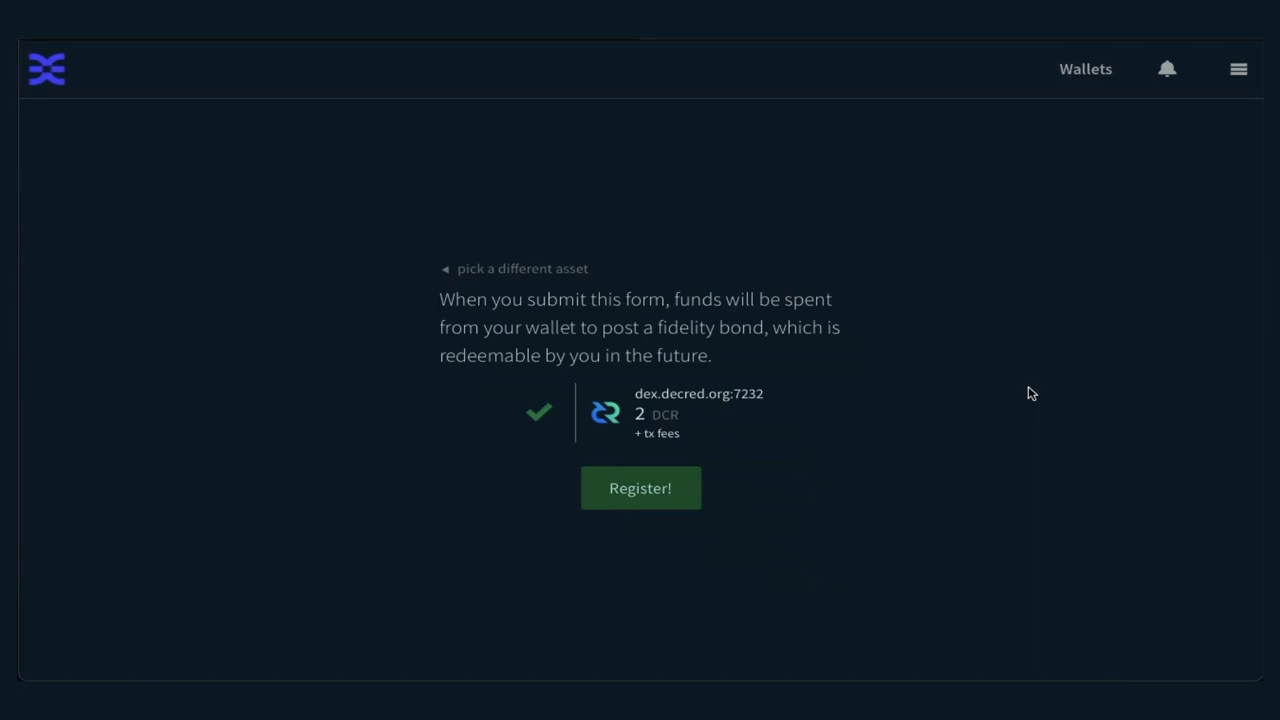 Wallets
◄ pick a different asset
When you submit this form, funds will be spent
from your wallet to post a fidelity bond, which is
redeemable by you in the future.
dex.decred.org:7232
2 DCR
+ tx fees
Register!